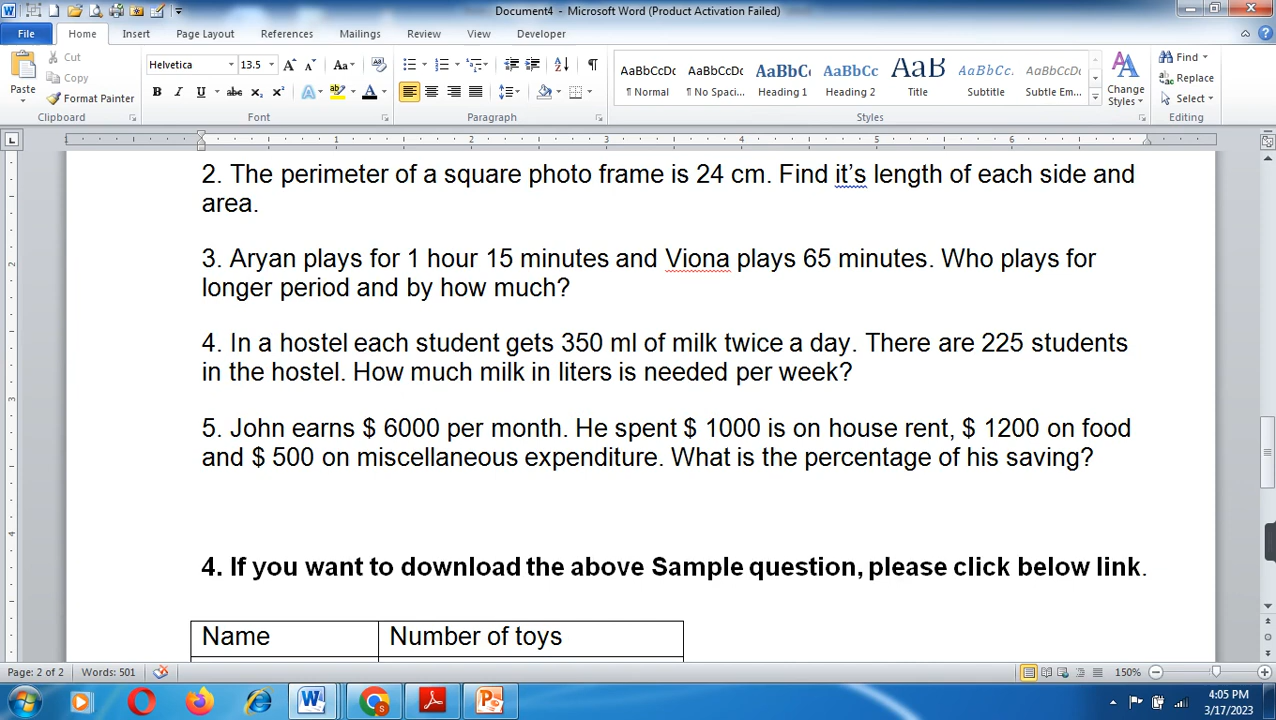 Document4 - Microsoft Word (Product Activation Failed)
File Home Insert Page Layout References Mailings Review View Developer
Cut
Copy
Format Painter
Paste
Clipboard
Helvetica 13.5
Font
Paragraph
AaBbCcDc AaBbCcDc AaBbC AaBbCc AaB AaBbCc. AaBbCcDc
¶ Normal ¶ No Spaci... Heading 1 Heading 2 Title Subtitle Subtle Em...
Styles
Change
Styles
Find
Replace
Select
Editing
1 1 2 3 4 5 6
2. The perimeter of a square photo frame is 24 cm. Find it’s length of each side and
area.
3. Aryan plays for 1 hour 15 minutes and Viona plays 65 minutes. Who plays for
longer period and by how much?
4. In a hostel each student gets 350 ml of milk twice a day. There are 225 students
in the hostel. How much milk in liters is needed per week?
5. John earns $ 6000 per month. He spent $ 1000 is on house rent, $ 1200 on food
and $ 500 on miscellaneous expenditure. What is the percentage of his saving?
4. If you want to download the above Sample question, please click below link.
Name Number of toys
Page: 2 of 2 Words: 501 150%
4:05 PM
3/17/2023